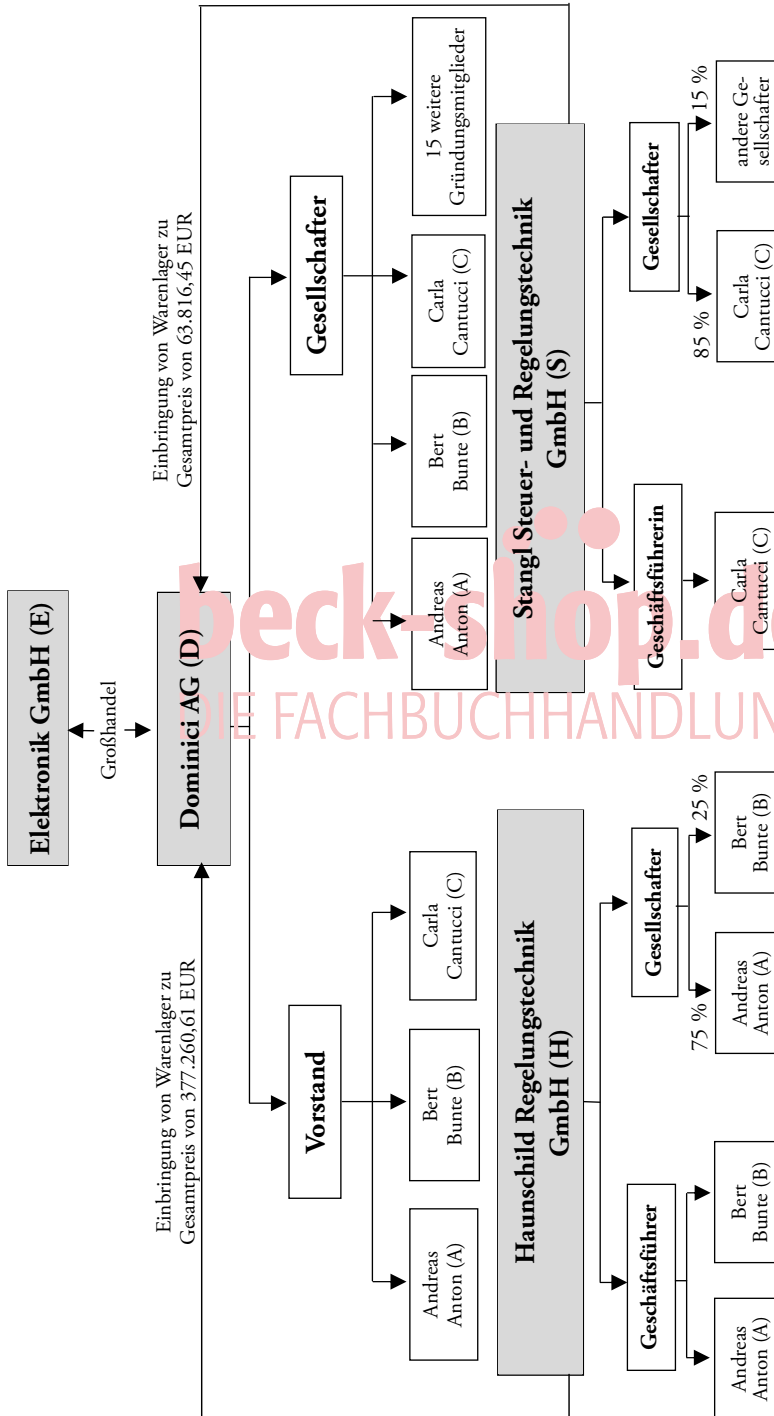 Elektronik GmbH (E)
Großhandel
Einbringung von Warenlager zu
Gesamtpreis von 377.260,61 EUR
Dominici AG (D)
Einbringung von Warenlager zu
Gesamtpreis von 63.816,45 EUR
Vorstand
Gesellschafter
Andreas
Anton (A)
Bert
Bunte (B)
Carla
Cantucci (C)
Andreas
Anton (A)
Bert
Bunte (B)
Carla
Cantucci (C)
15 weitere
Gründungsmitglieder
Haunschild Regelungstechnik
GmbH (H)
Stangl Steuer- und Regelungstechnik
GmbH (S)
Geschäftsführer
Gesellschafter
Geschäftsführerin
Gesellschafter
75 %
25 %
85 %
15 %
Andreas
Anton (A)
Bert
Bunte (B)
Andreas
Anton (A)
Bert
Bunte (B)
Carla
Cantucci (C)
Carla
Cantucci (C)
andere Ge-
sellschafter
beck-shop.de
DIE FACHBUCHHANDLUN